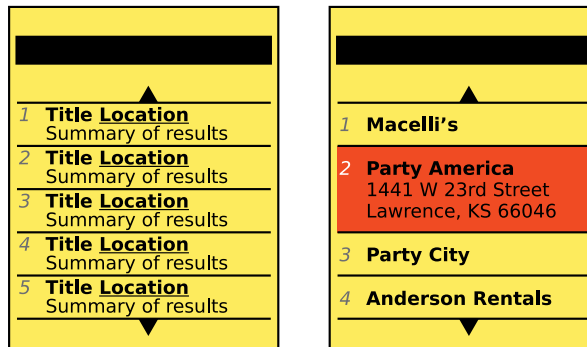 1 Title Location
Summary of results
2 Title Location
Summary of results
3 Title Location
Summary of results
4 Title Location
Summary of results
5 Title Location
Summary of results
1 Macelli's
2 Party America
1441 W 23rd Street
Lawrence, KS 66046
3 Party City
4 Anderson Rentals